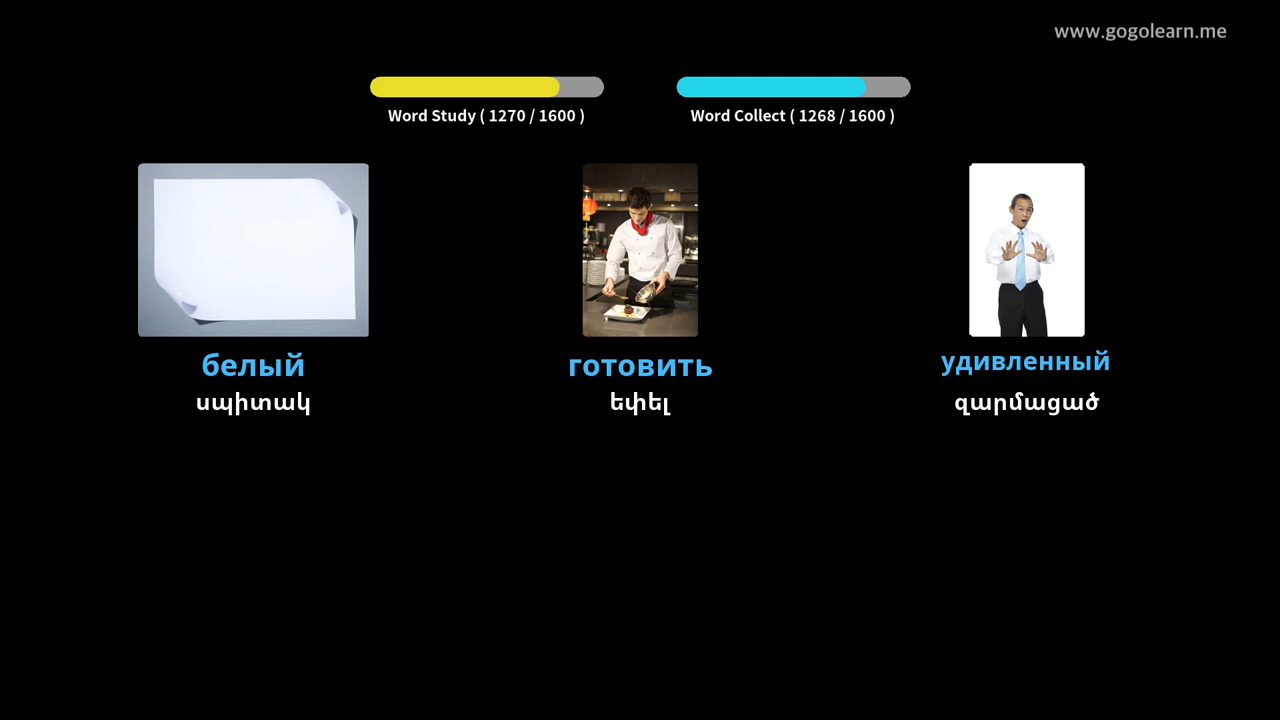 www.gogolearn.me
Word Study ( 1270 / 1600 )
Word Collect ( 1268 / 1600 )
белый
готовить
удивленный
սպիտակ
եփել
զարմացած